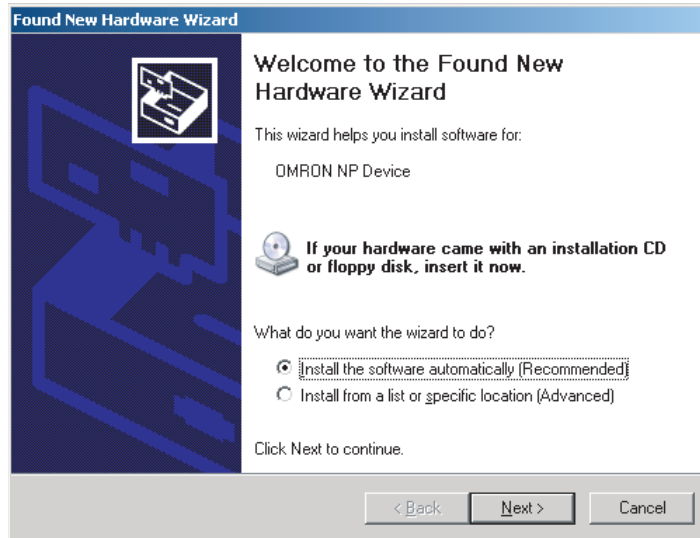 Found New Hardware Wizard
Welcome to the Found New
Hardware Wizard
This wizard helps you install software for:
OMRON NP Device
If your hardware came with an installation CD
or floppy disk, insert it now.
What do you want the wizard to do?
Install the software automatically (Recommended)
Install from a list or specific location (Advanced)
Click Next to continue.
< Back
Next >
Cancel